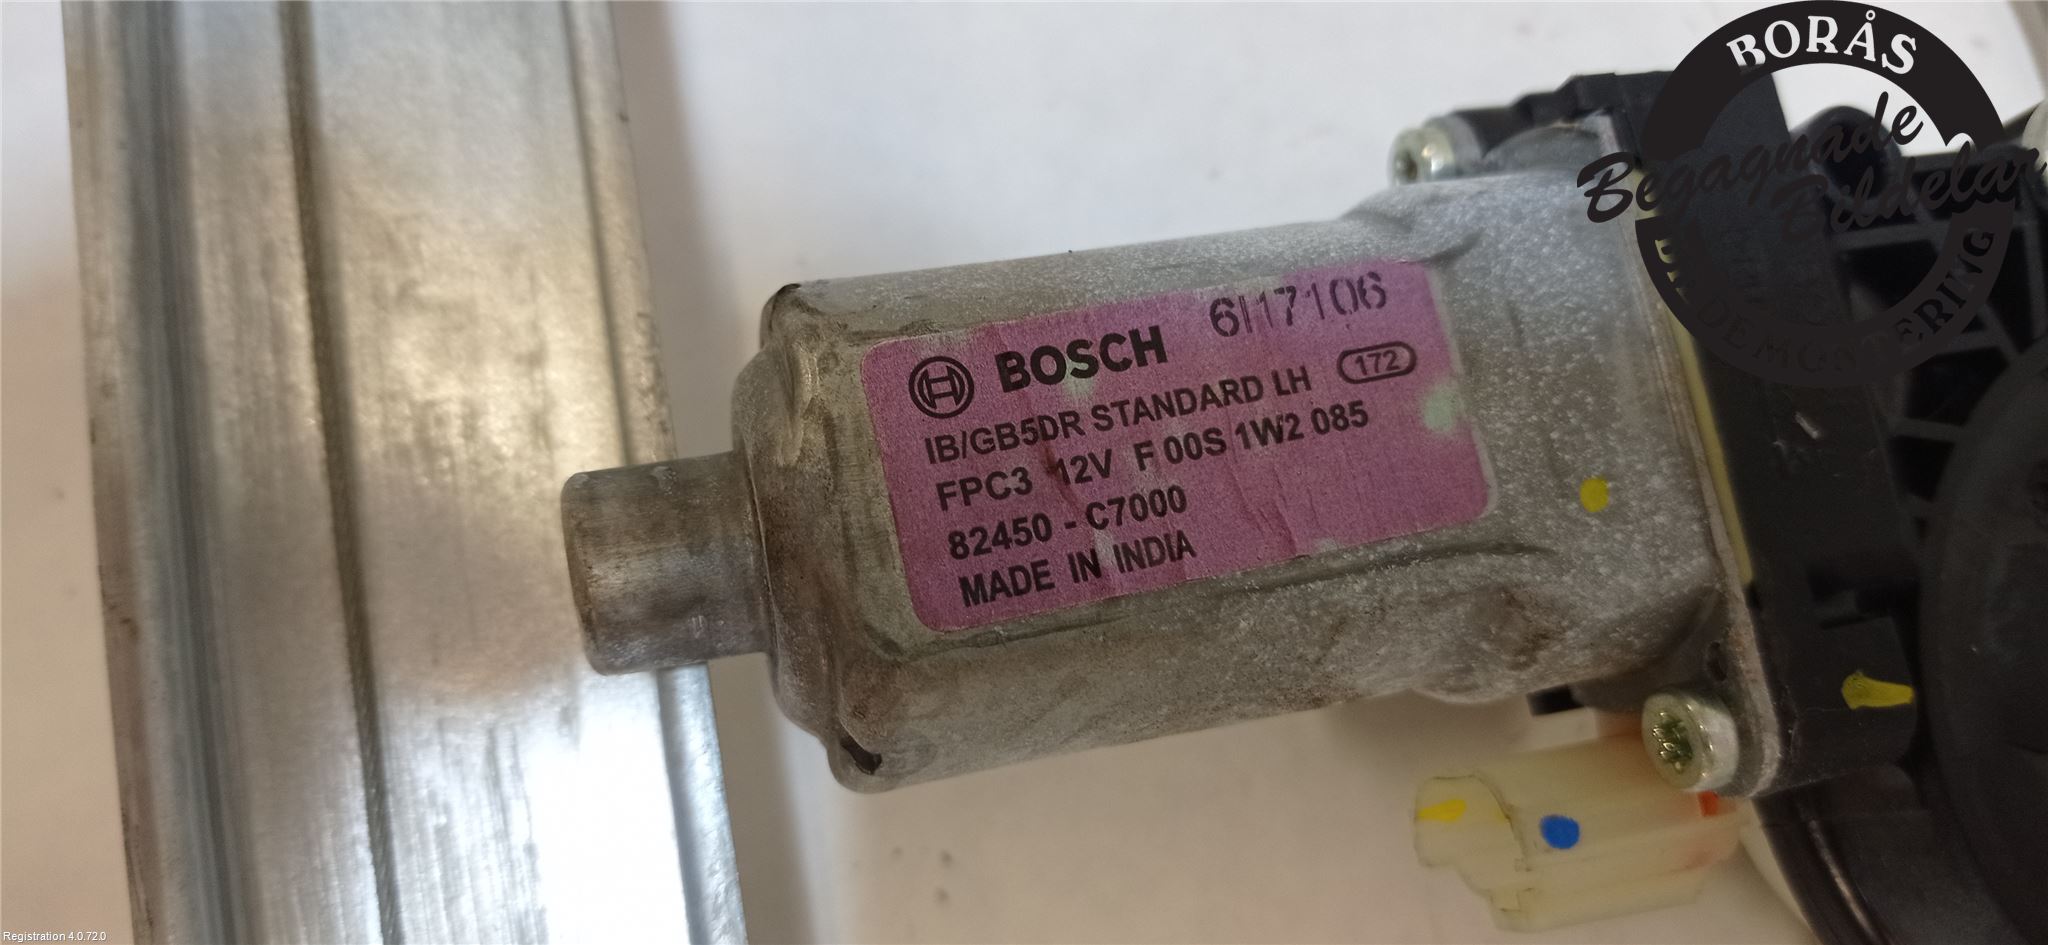 BOSCH 6I17106
IB/GB5DR STANDARD LH 172
FPC3 12V F 00S 1W2 085
82450 - C7000
MADE IN INDIA
BORÅS
Begagnade
Bildelar
BILDEMONTERING
Registration 4.0.72.0